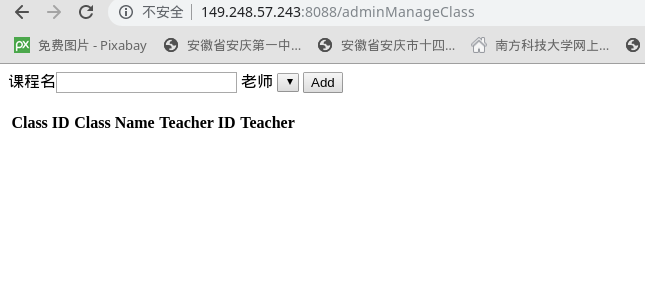 不安全 149.248.57.243:8088/adminManageClass
免费图片 - Pixabay 安徽省安庆第一中... 安徽省安庆市十四... 南方科技大学网上...
课程名 老师 Add
Class ID Class Name Teacher ID Teacher